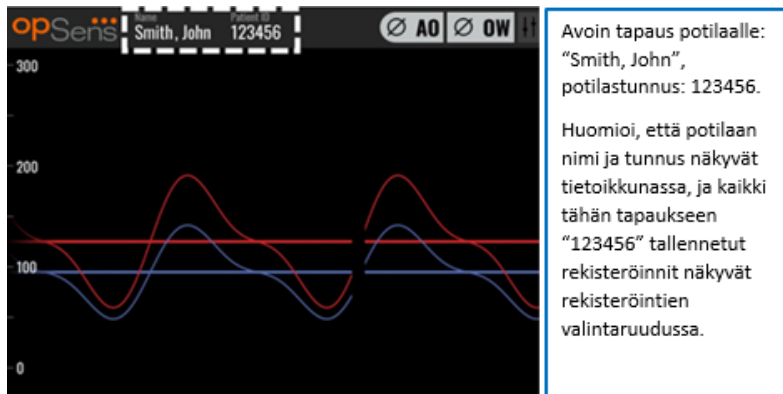 opSens
Name Patient ID
Smith, John 123456
Ø AO Ø OW
300
200
100
0
Avoin tapaus potilaalle:
“Smith, John”,
potilastunnus: 123456.
Huomioi, että potilaan
nimi ja tunnus näkyvät
tietoikkunassa, ja kaikki
tähän tapaukseen
“123456” tallennetut
rekisteröinnit näkyvät
rekisteröintien
valintaruudussa.